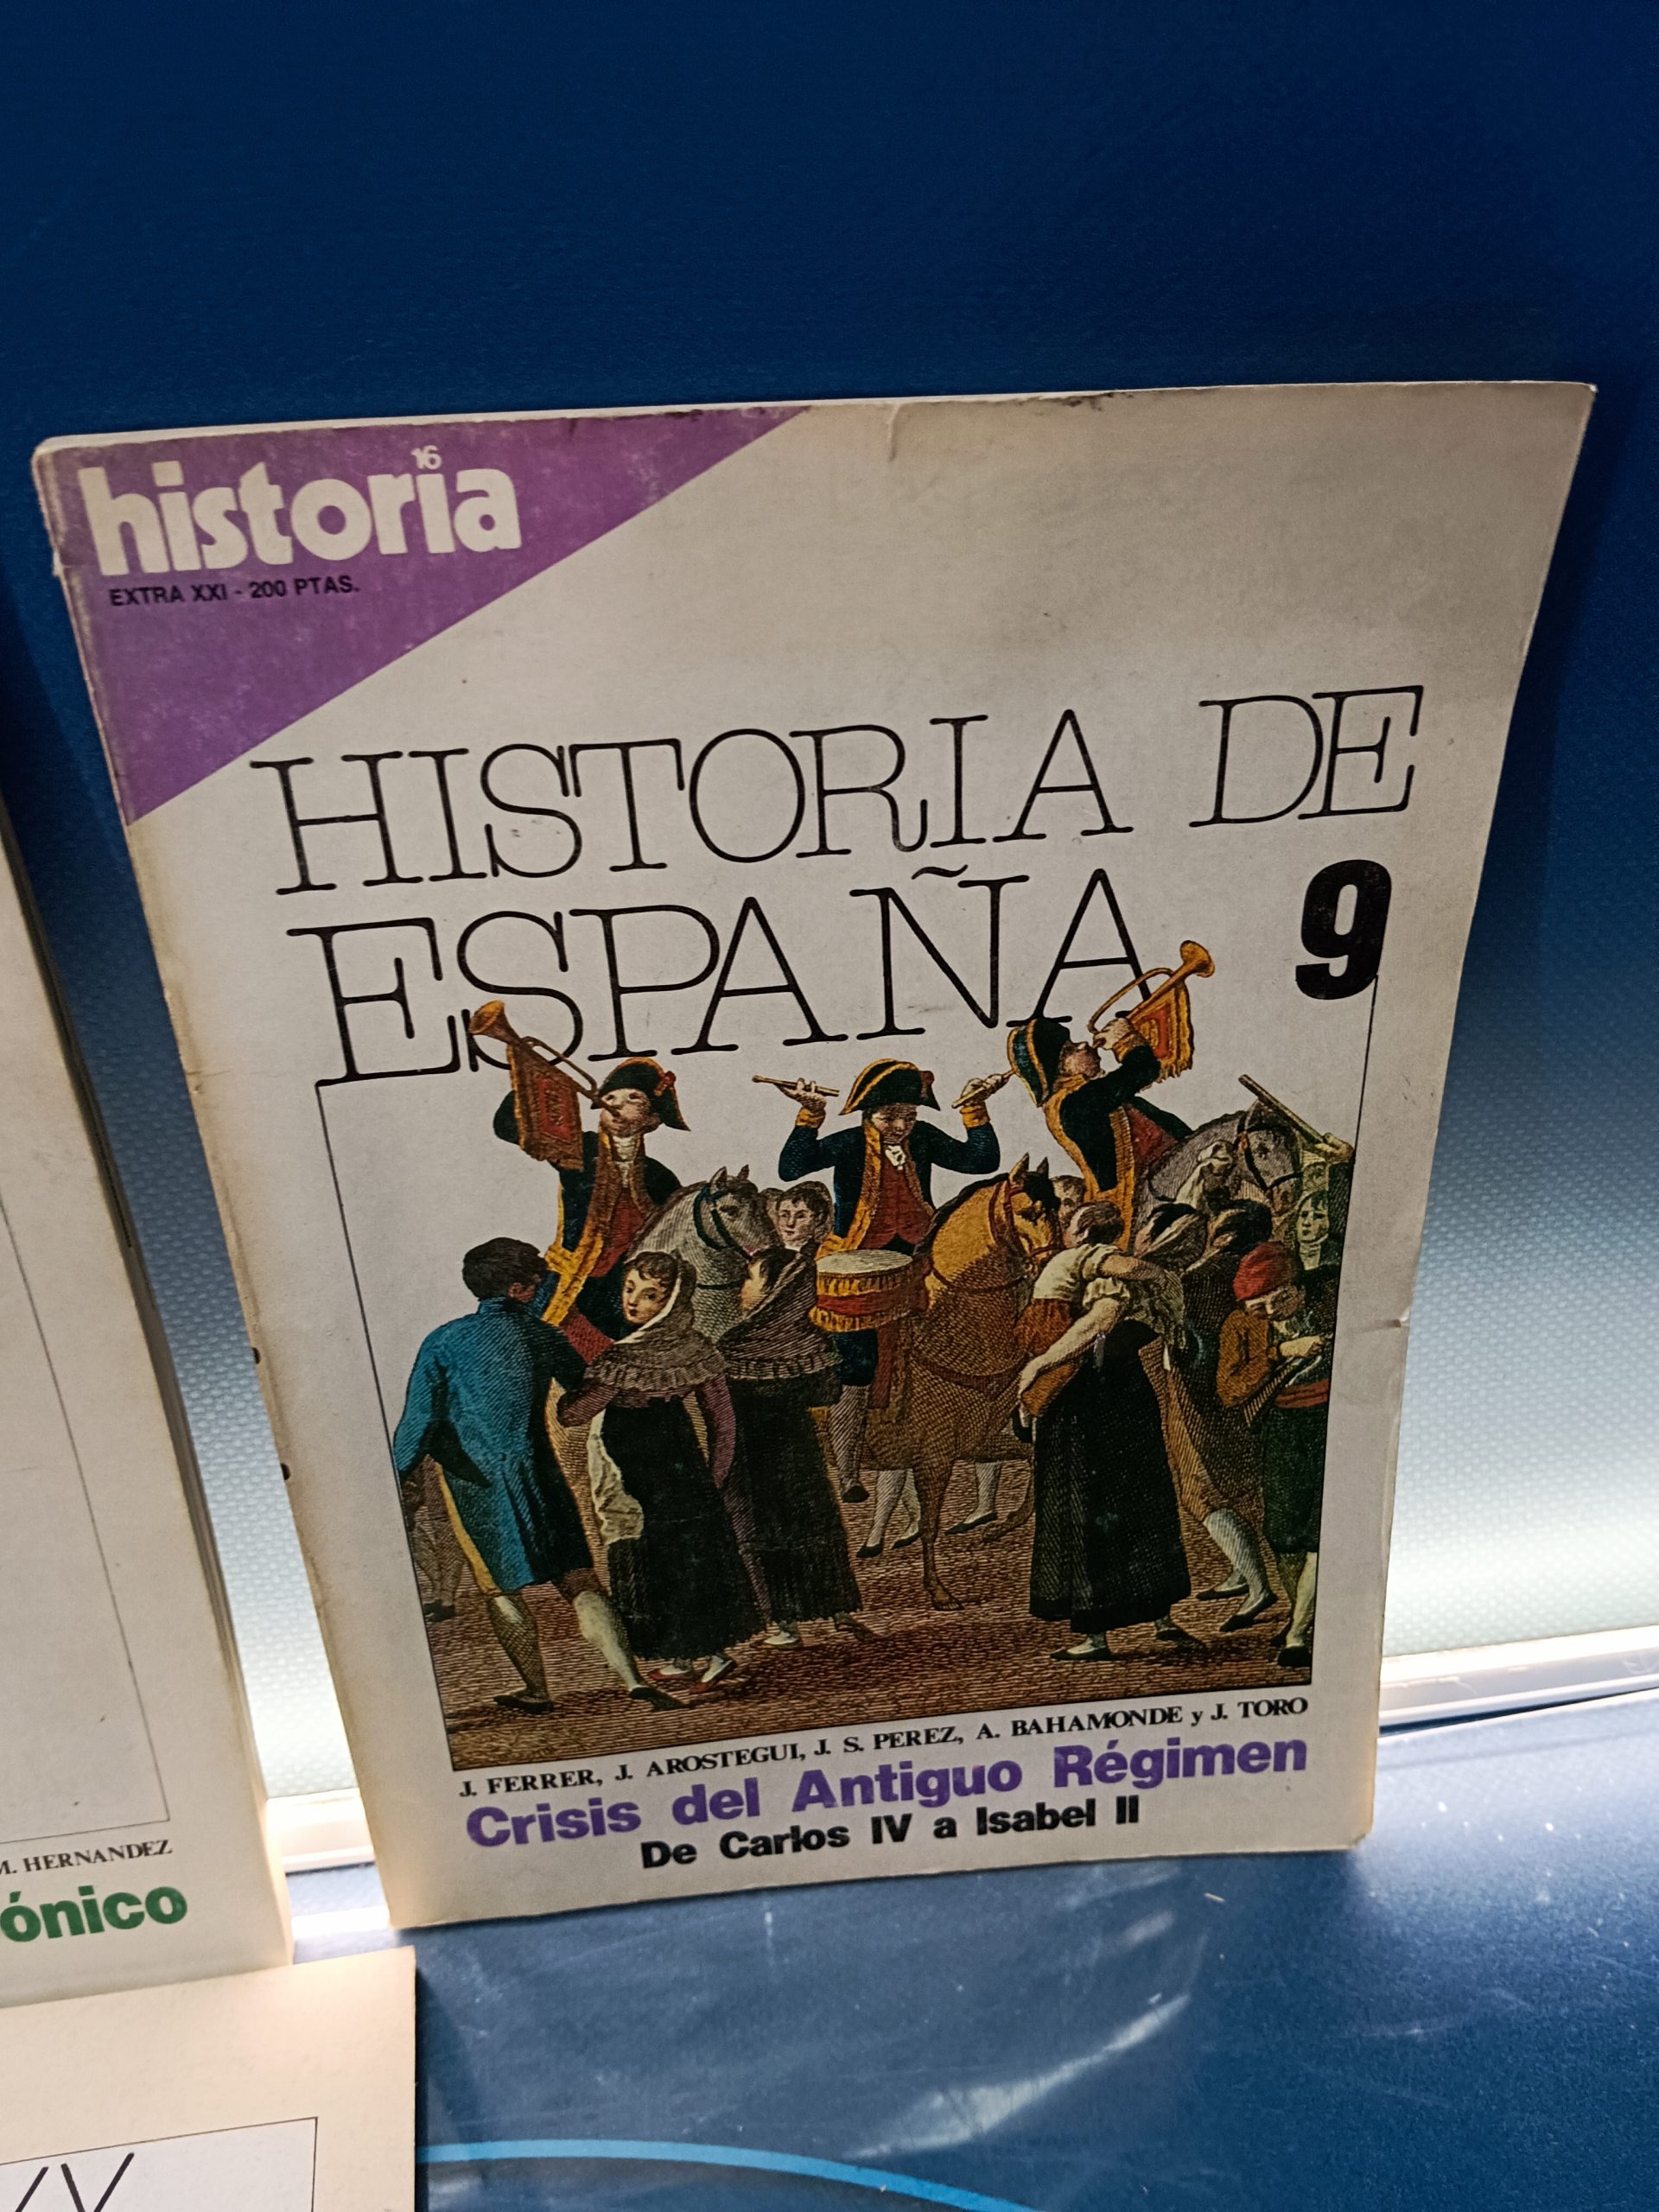 historia
16
EXTRA XXI - 200 PTAS.
HISTORIA DE
ESPAÑA 9
J. FERRER, J. AROSTEGUI, J. S. PEREZ, A. BAHAMONDE y J. TORO
Crisis del Antiguo Régimen
De Carlos IV a Isabel II
M. HERNANDEZ
ónico